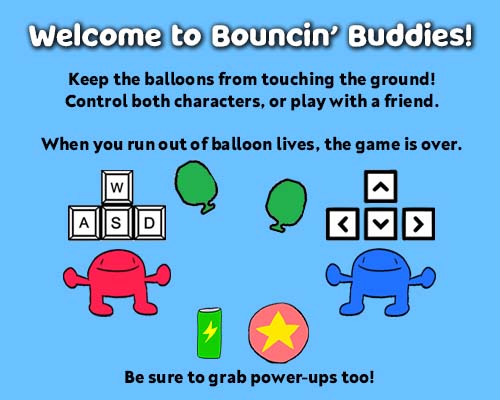 Welcome to Bouncin' Buddies!
Keep the balloons from touching the ground!
Control both characters, or play with a friend.
When you run out of balloon lives, the game is over.
W
A S D
Be sure to grab power-ups too!